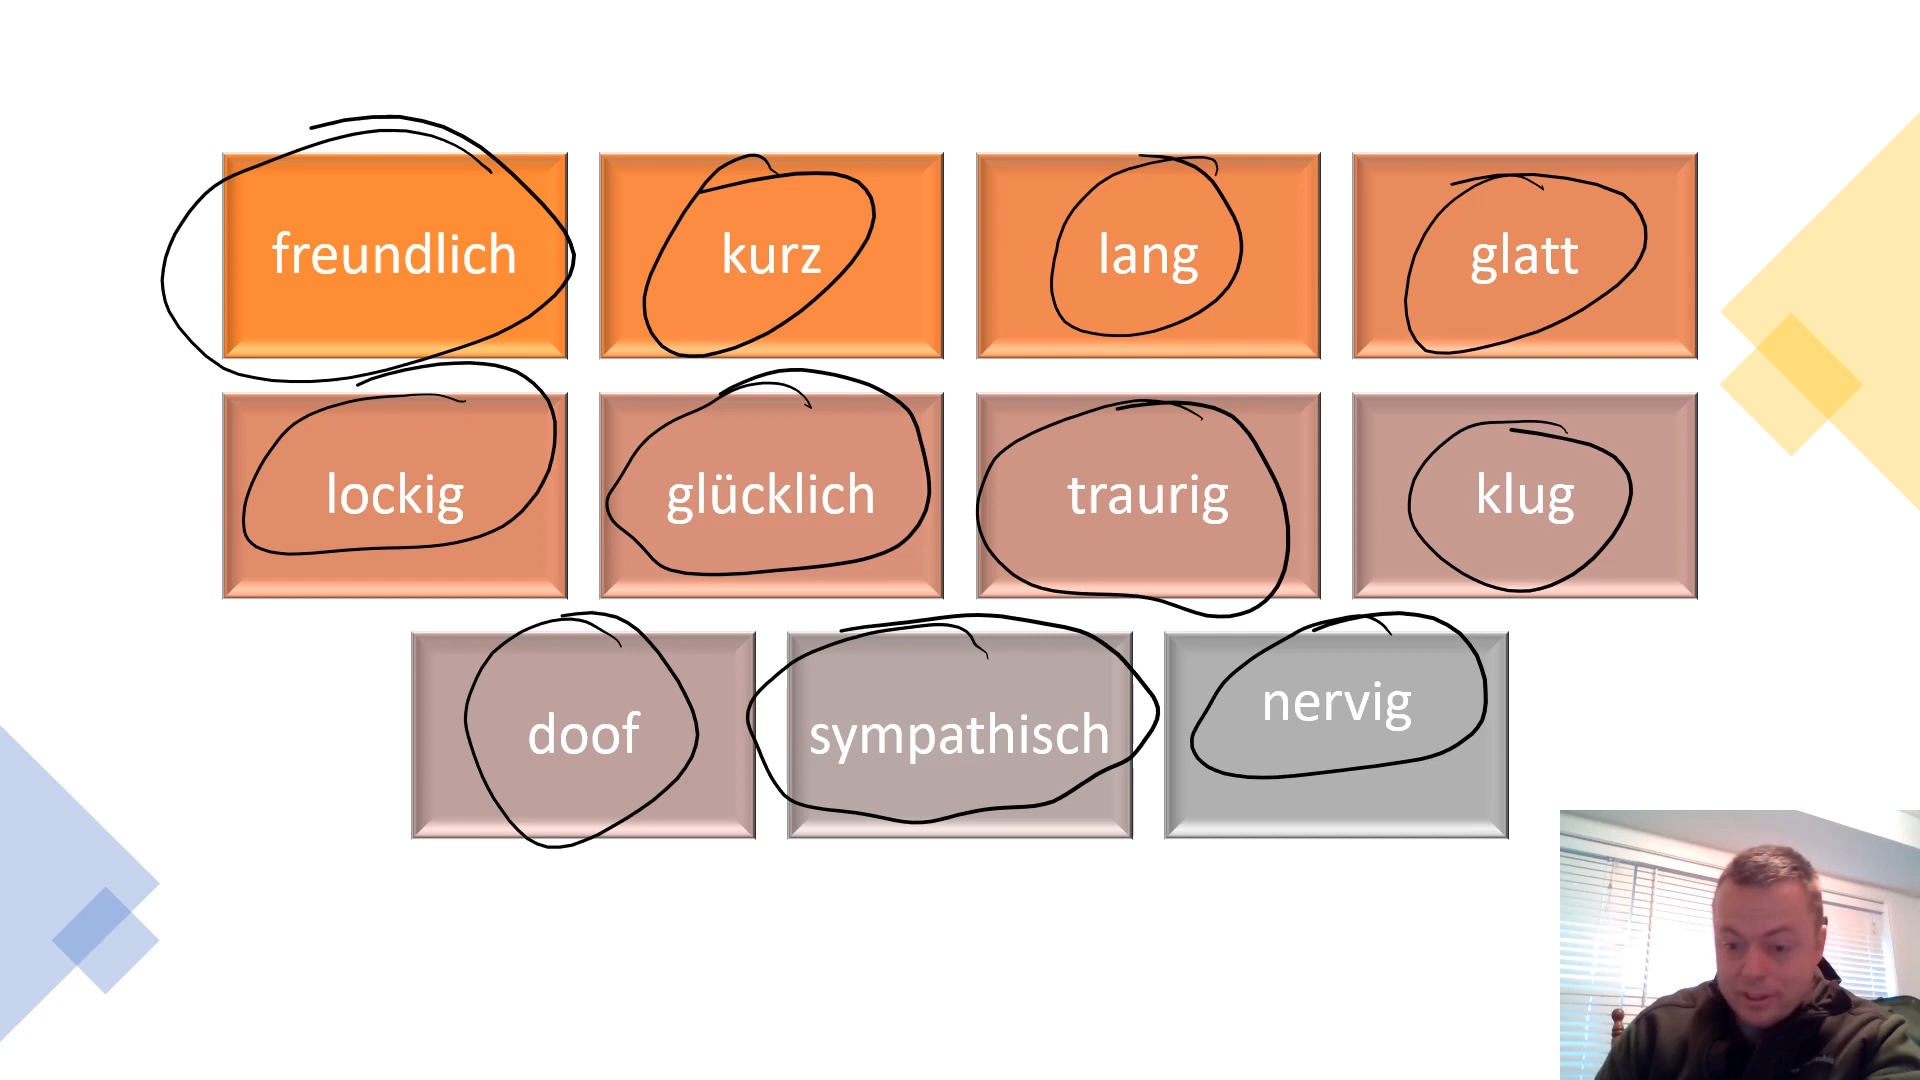 freundlich kurz lang glatt
lockig glücklich traurig klug
doof sympathisch nervig